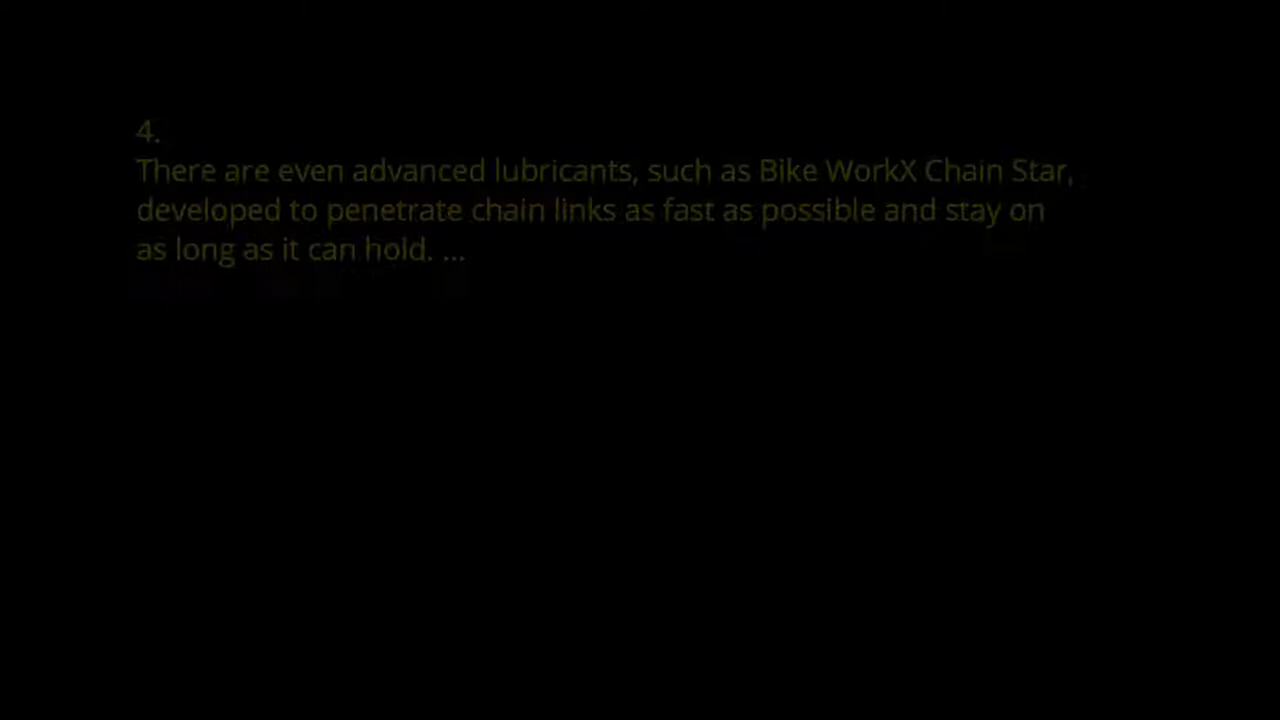 4.
There are even advanced lubricants, such as Bike WorkX Chain Star,
developed to penetrate chain links as fast as possible and stay on
as long as it can hold. ...